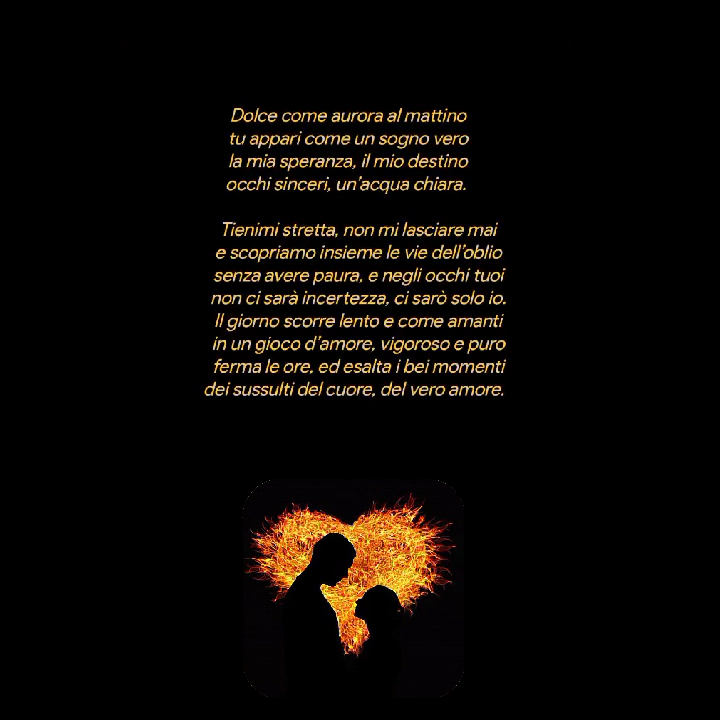 Dolce come aurora al mattino
tu appari come un sogno vero
la mia speranza, il mio destino
occhi sinceri, un'acqua chiara.
Tienimi stretta, non mi lasciare mai
e scopriamo insieme le vie dell'oblio
senza avere paura, e negli occhi tuoi
non ci sarà incertezza, ci sarò solo io.
Il giorno scorre lento e come amanti
in un gioco d'amore, vigoroso e puro
ferma le ore, ed esalta i bei momenti
dei sussulti del cuore, del vero amore.